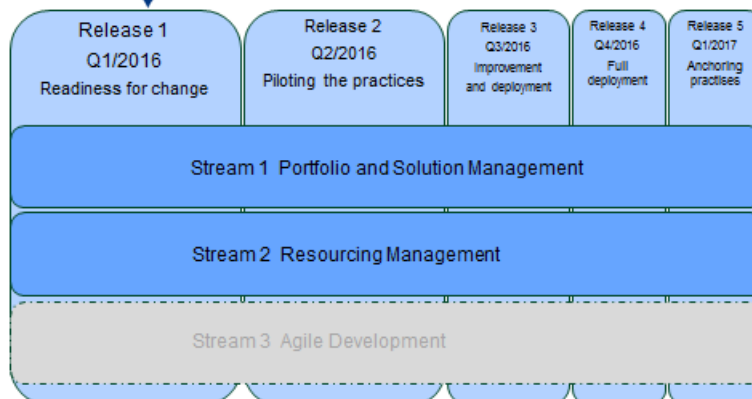 Release 1
Q1/2016
Readiness for change
Release 2
Q2/2016
Piloting the practices
Release 3
Q3/2016
Improvement
and deployment
Release 4
Q4/2016
Full
deployment
Release 5
Q1/2017
Anchoring
practises
Stream 1 Portfolio and Solution Management
Stream 2 Resourcing Management
Stream 3 Agile Development